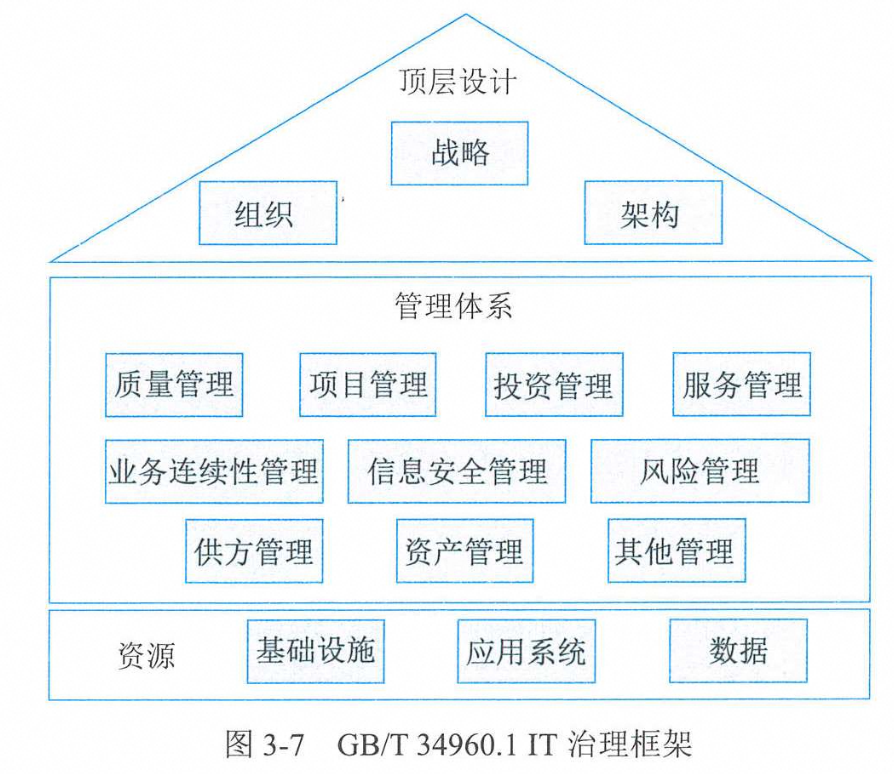 顶层设计
战略
组织 架构
管理体系
质量管理 项目管理 投资管理 服务管理
业务连续性管理 信息安全管理 风险管理
供方管理 资产管理 其他管理
资源 基础设施 应用系统 数据
图 3-7 GB/T 34960.1 IT 治理框架